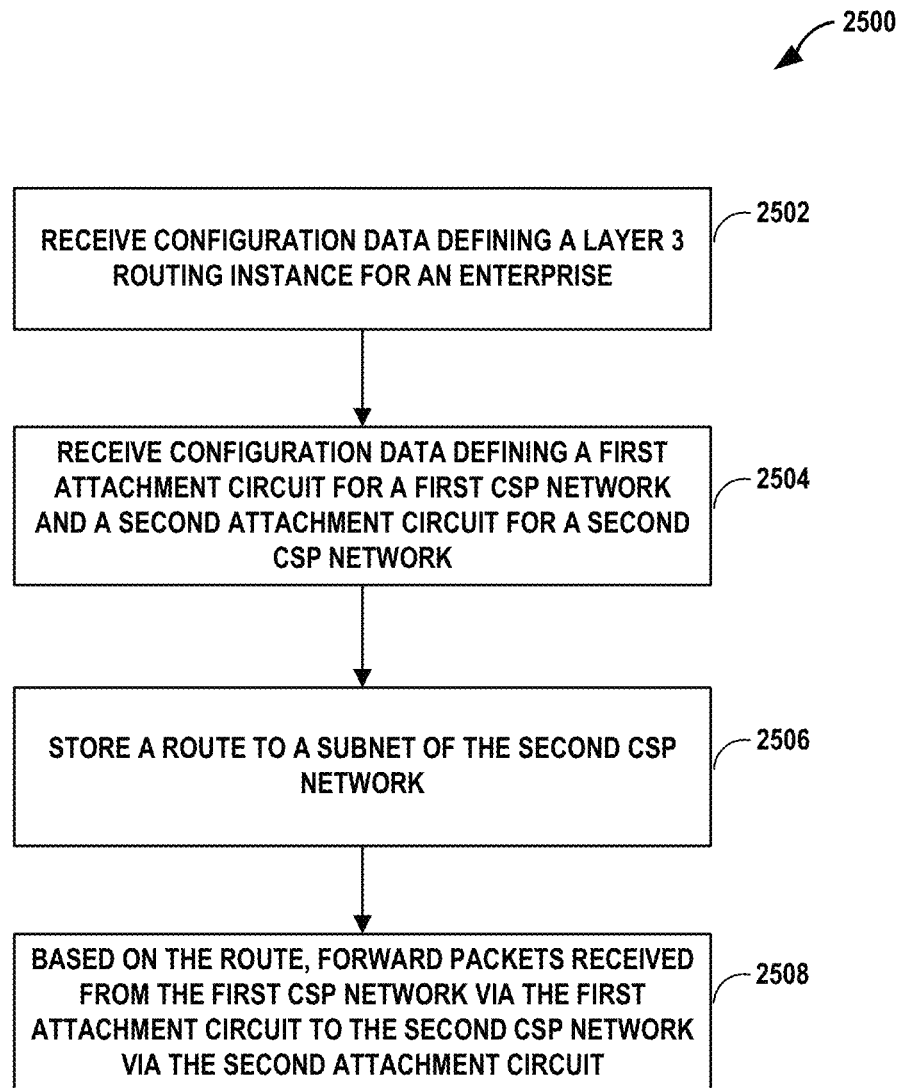 2500
RECEIVE CONFIGURATION DATA DEFINING A LAYER 3
ROUTING INSTANCE FOR AN ENTERPRISE
2502
RECEIVE CONFIGURATION DATA DEFINING A FIRST
ATTACHMENT CIRCUIT FOR A FIRST CSP NETWORK
AND A SECOND ATTACHMENT CIRCUIT FOR A SECOND
CSP NETWORK
2504
STORE A ROUTE TO A SUBNET OF THE SECOND CSP
NETWORK
2506
BASED ON THE ROUTE, FORWARD PACKETS RECEIVED
FROM THE FIRST CSP NETWORK VIA THE FIRST
ATTACHMENT CIRCUIT TO THE SECOND CSP NETWORK
VIA THE SECOND ATTACHMENT CIRCUIT
2508